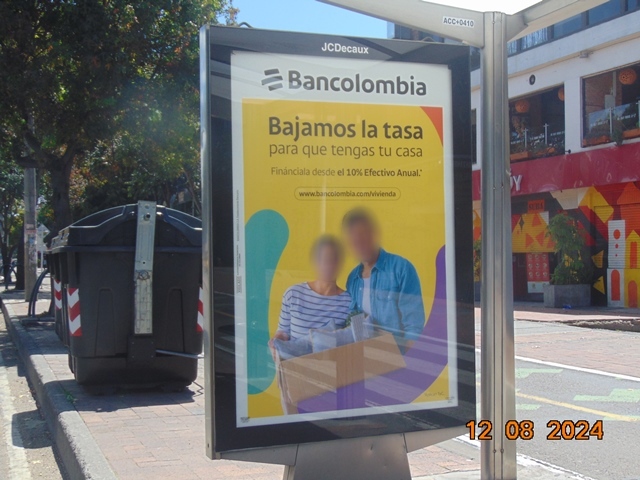 ACC+0410
JCDecaux
Bancolombia
Bajamos la tasa
para que tengas tu casa
Finánciala desde el 10% Efectivo Anual.*
www.bancolombia.com/vivienda
12 08 2024